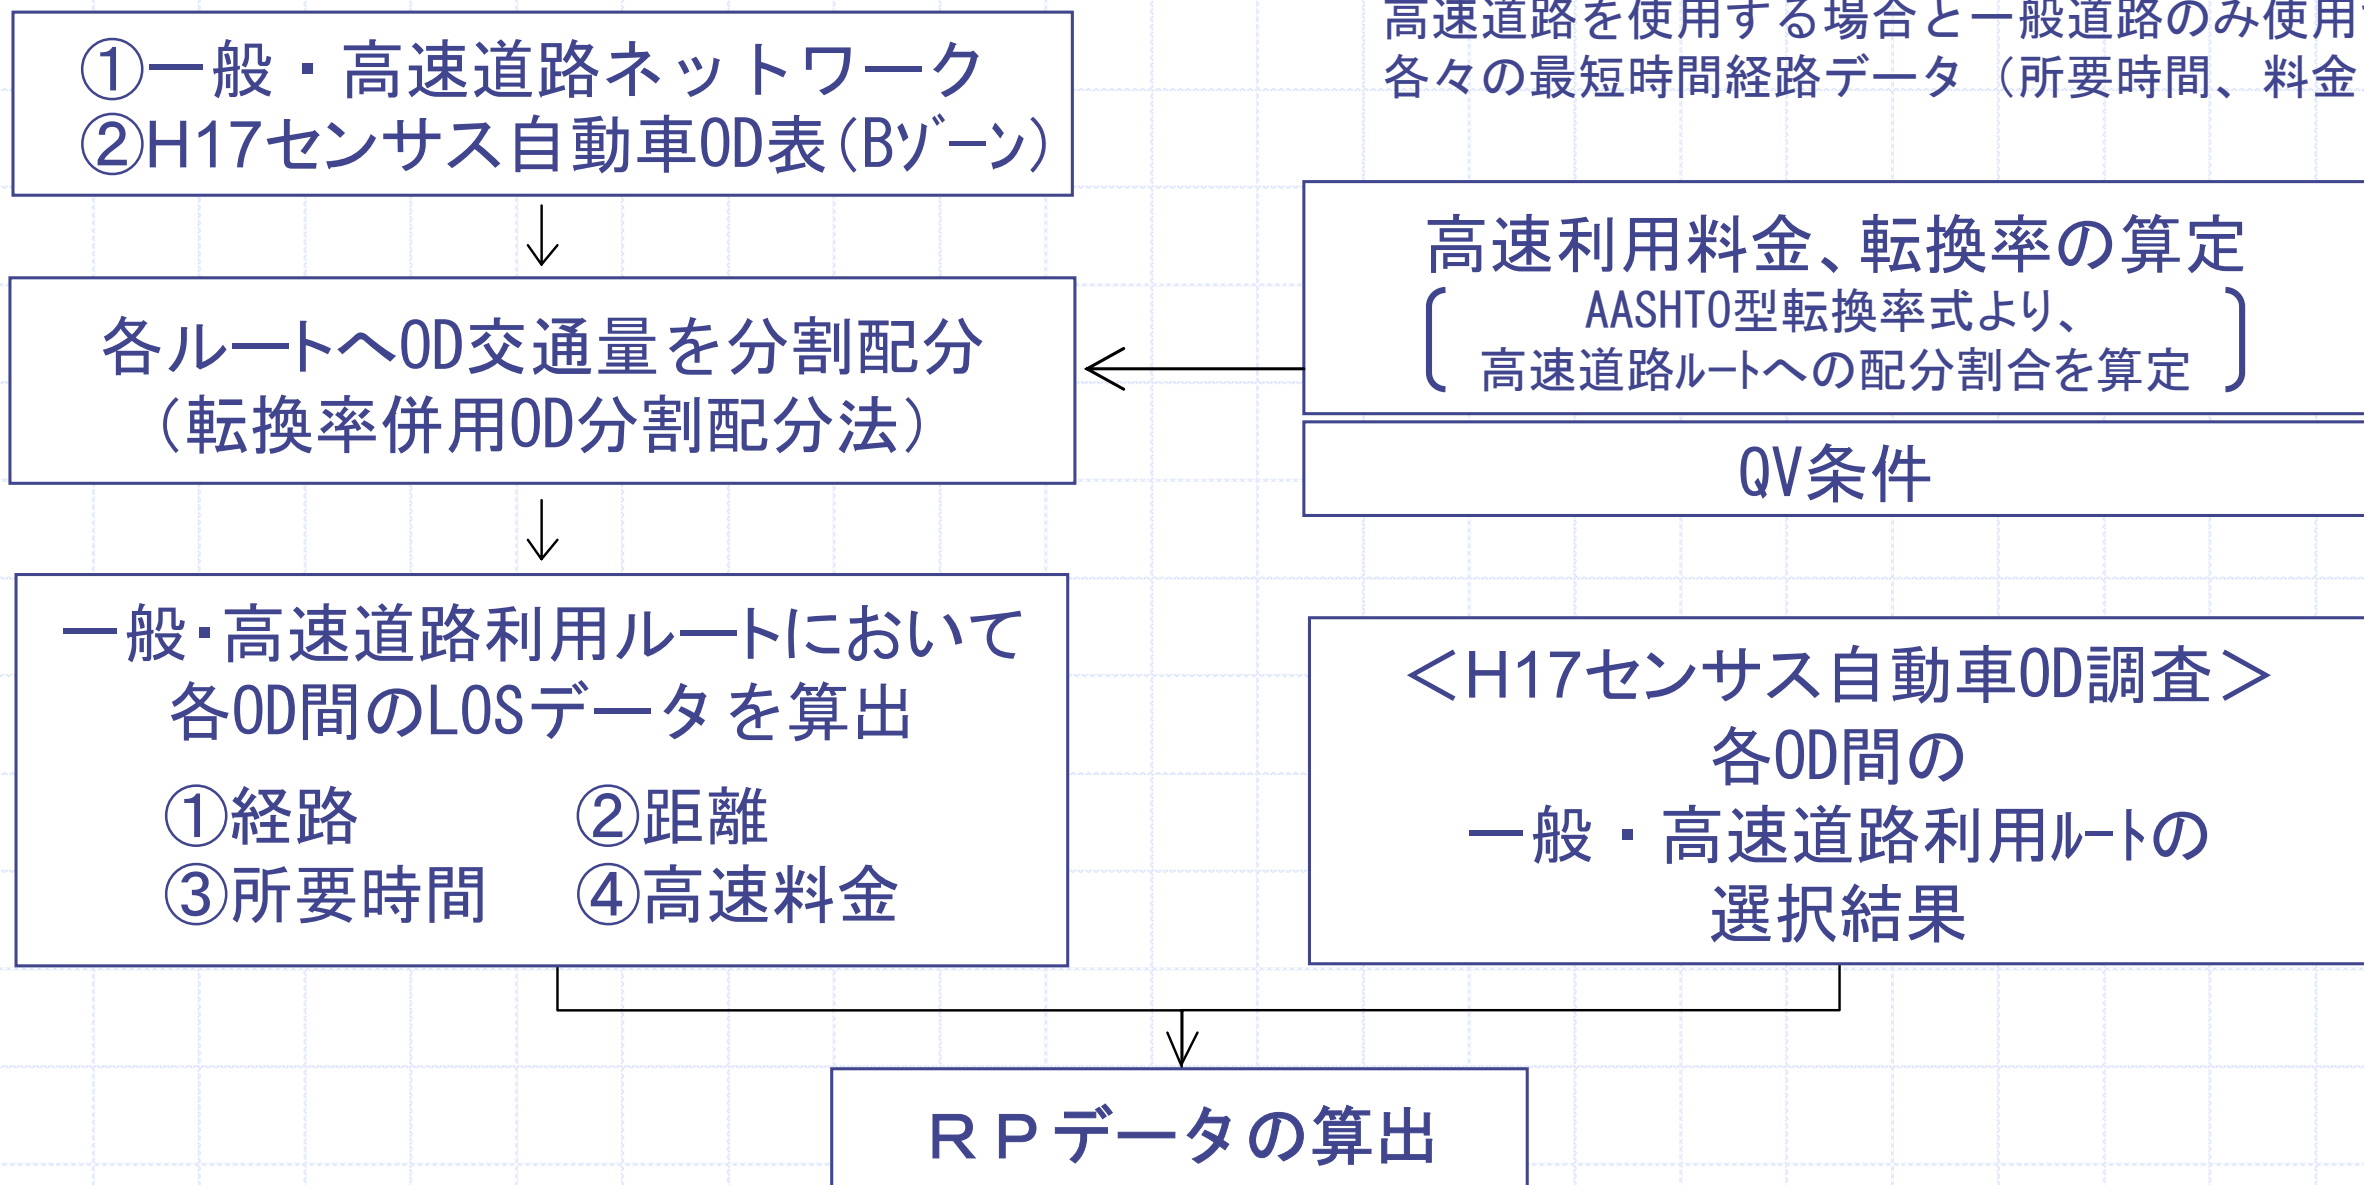 高速道路を使用する場合と一般道路のみ使用
各々の最短時間経路データ（所要時間、料金
①一般・高速道路ネットワーク
②H17センサス自動車OD表(Bｿﾞｰﾝ)
高速利用料金、転換率の算定
AASHTO型転換率式より、
高速道路ﾙｰﾄへの配分割合を算定
各ルートへOD交通量を分割配分
（転換率併用OD分割配分法）
QV条件
一般･高速道路利用ルートにおいて
各OD間のLOSデータを算出
①経路 ②距離
③所要時間 ④高速料金
＜H17センサス自動車OD調査＞
各OD間の
一般・高速道路利用ﾙｰﾄの
選択結果
ＲＰデータの算出